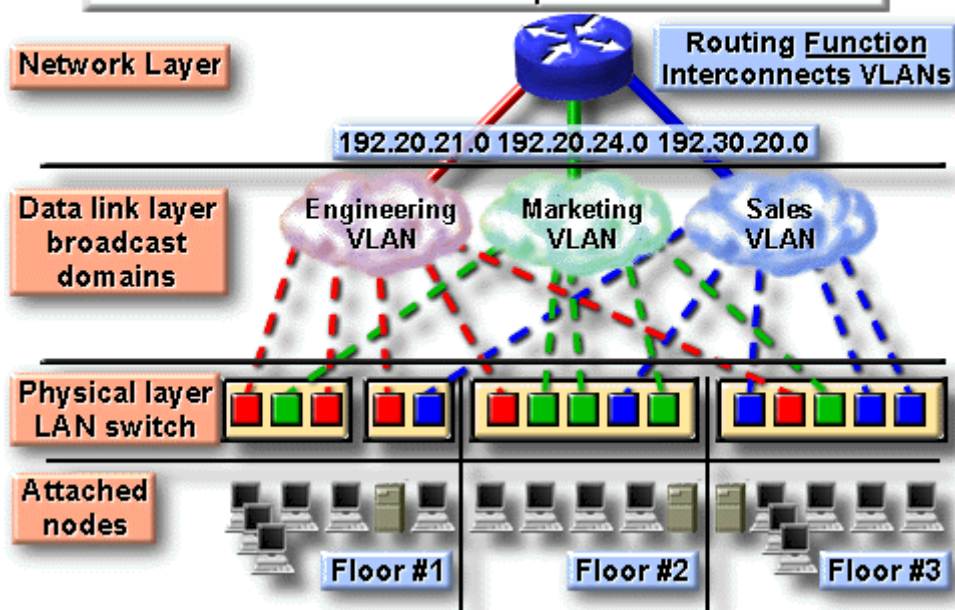 Network Layer
Routing Function
Interconnects VLANs
192.20.21.0 192.20.24.0 192.30.20.0
Data link layer
broadcast
domains
Engineering
VLAN
Marketing
VLAN
Sales
VLAN
Physical layer
LAN switch
Attached
nodes
Floor #1
Floor #2
Floor #3